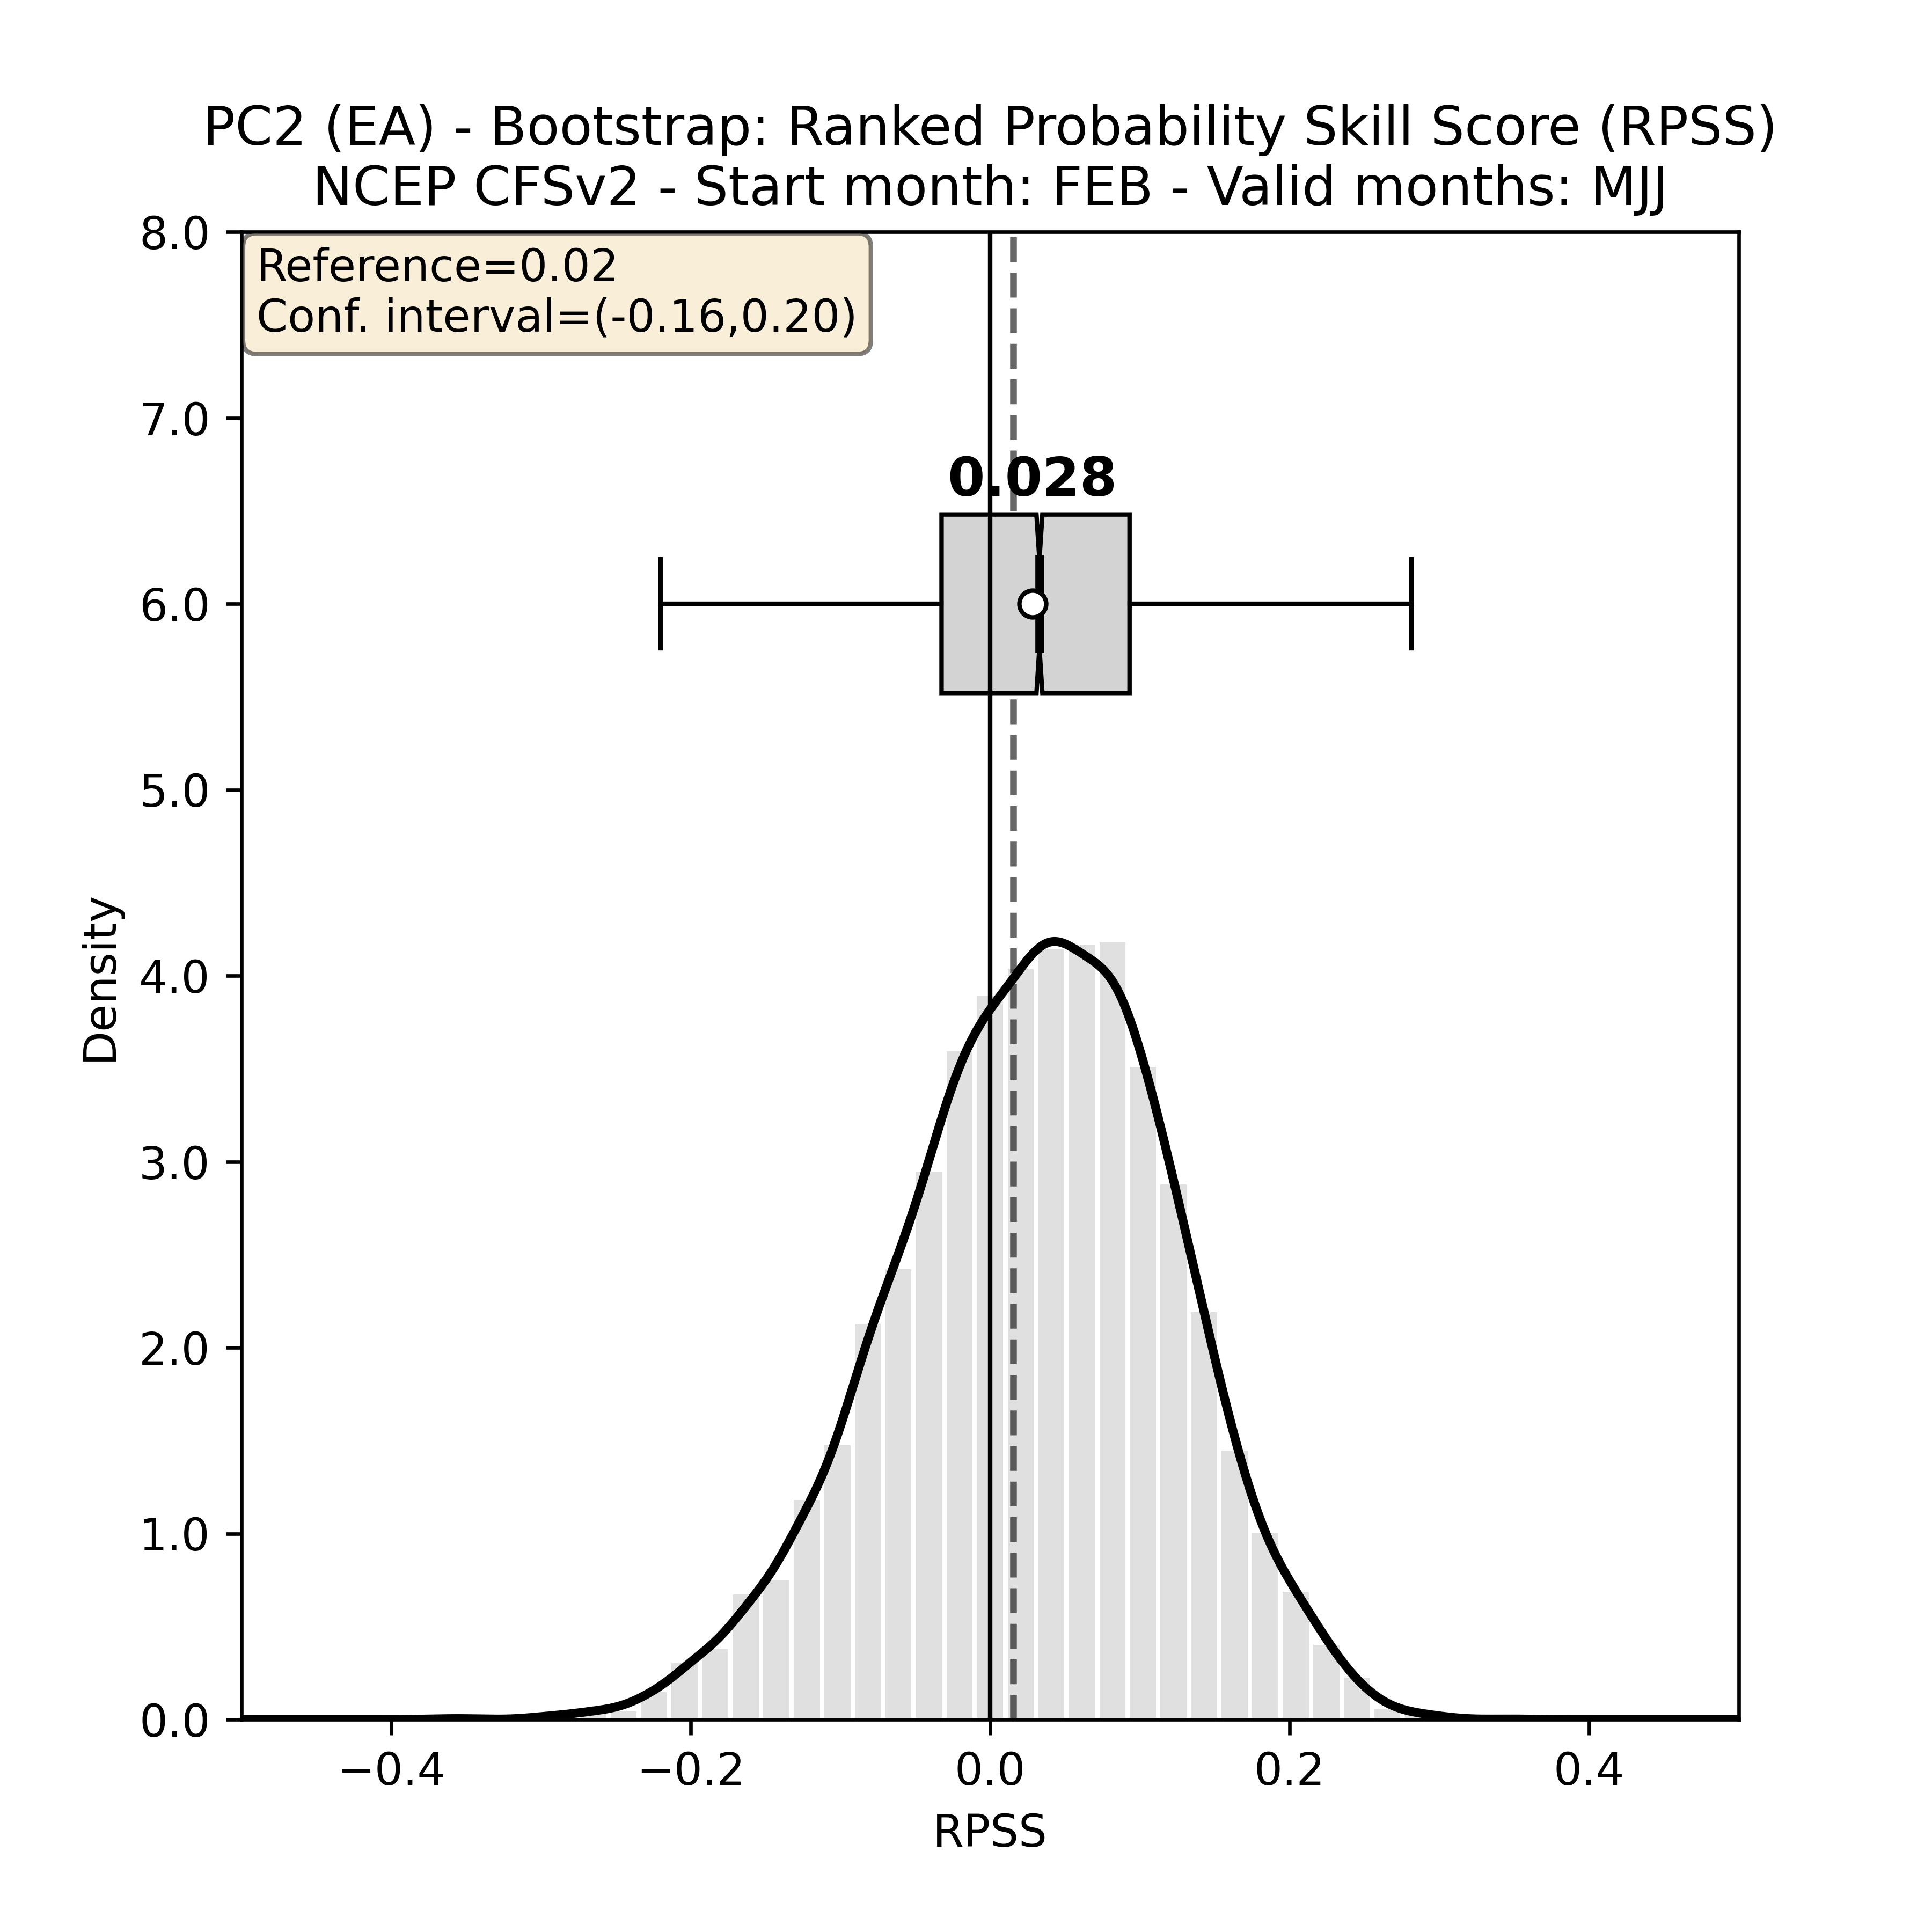 PC2 (EA) - Bootstrap: Ranked Probability Skill Score (RPSS)
NCEP CFSv2 - Start month: FEB - Valid months: MJJ
8.0
Reference=0.02
Conf. interval=(-0.16,0.20)
7.0
0.028
6.0
5.0
4.0
3.0
2.0
1.0
0.0
Density
−0.4 −0.2 0.0 0.2 0.4
RPSS